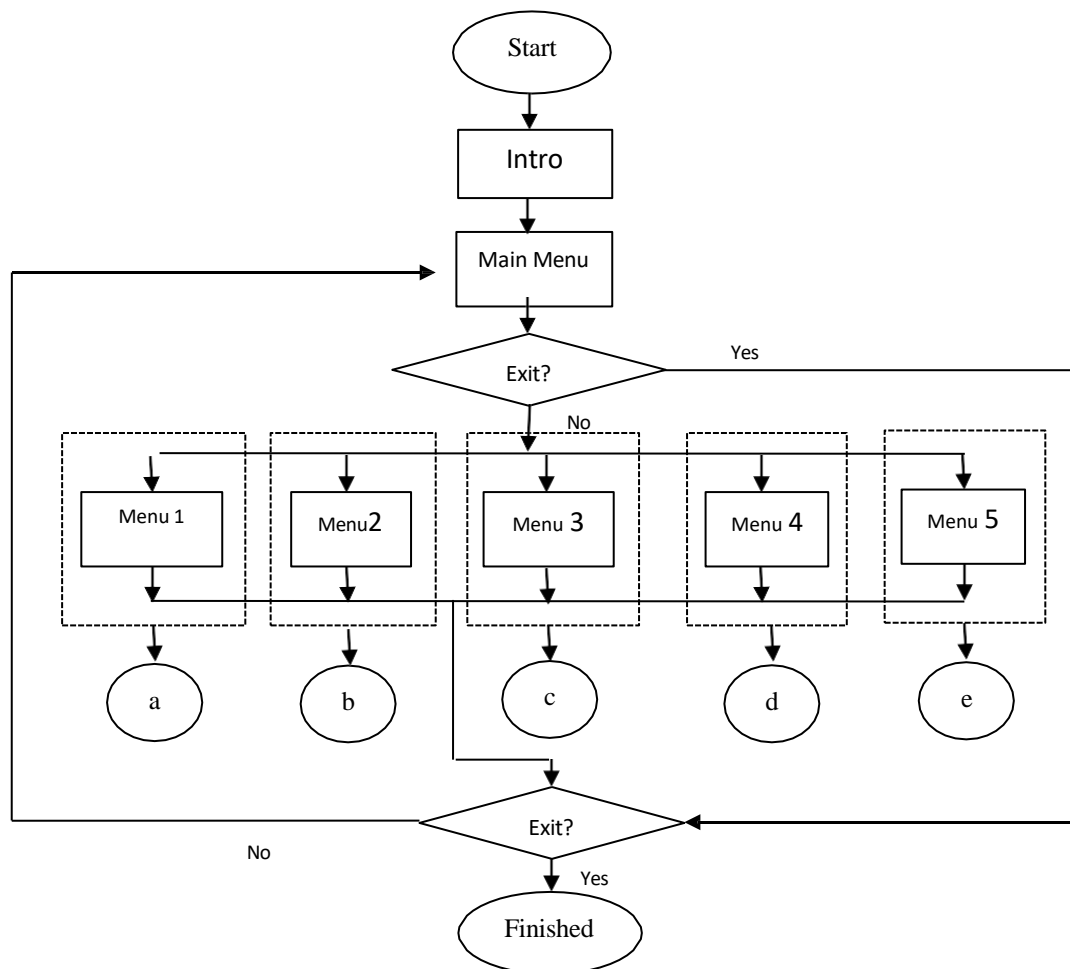 Start
Intro
Main Menu
Yes
Exit?
No
Menu 1
Menu2
Menu 3
Menu 4
Menu 5
a
b
c
d
e
Exit?
No
Yes
Finished